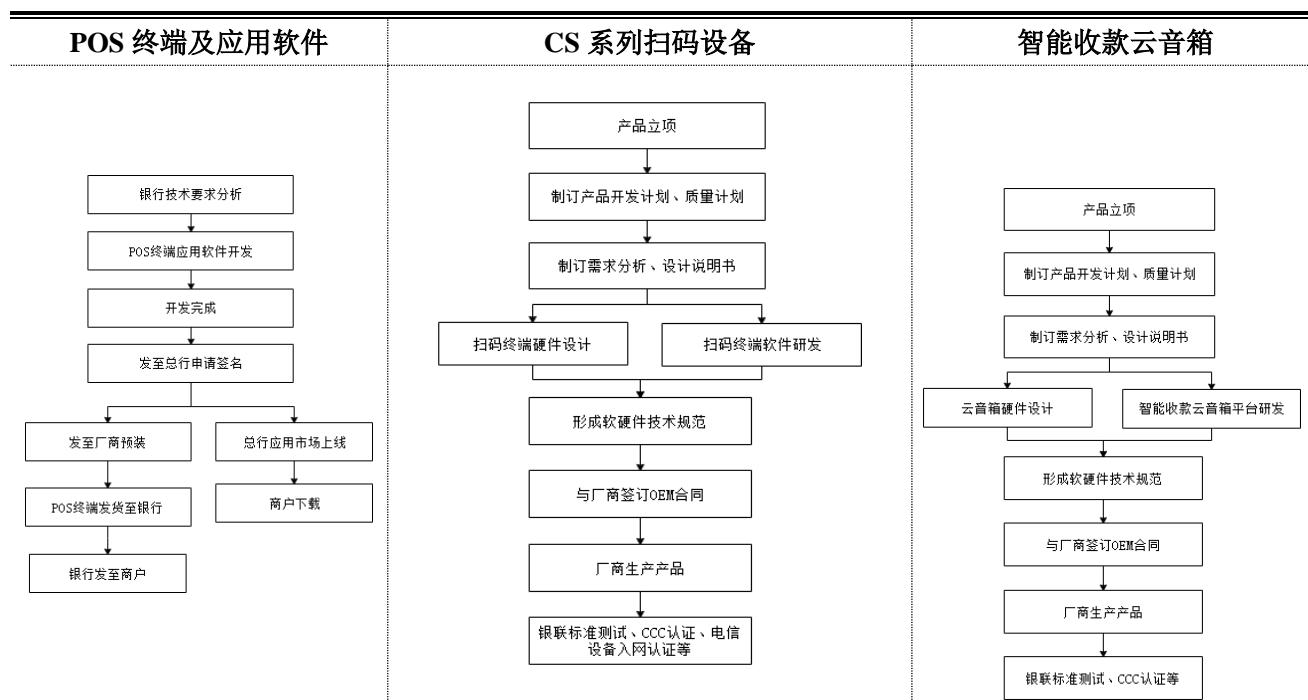 POS 终端及应用软件
银行技术要求分析
POS终端应用软件开发
开发完成
发至总行申请签名
发至厂商预装
总行应用市场上线
POS终端发货至银行
商户下载
银行发至商户
CS 系列扫码设备
产品立项
制订产品开发计划、质量计划
制订需求分析、设计说明书
扫码终端硬件设计
扫码终端软件研发
形成软硬件技术规范
与厂商签订OEM合同
厂商生产产品
银联标准测试、CCC认证、电信
设备入网认证等
智能收款云音箱
产品立项
制订产品开发计划、质量计划
制订需求分析、设计说明书
云音箱硬件设计
智能收款云音箱平台研发
形成软硬件技术规范
与厂商签订OEM合同
厂商生产产品
银联标准测试、CCC认证等